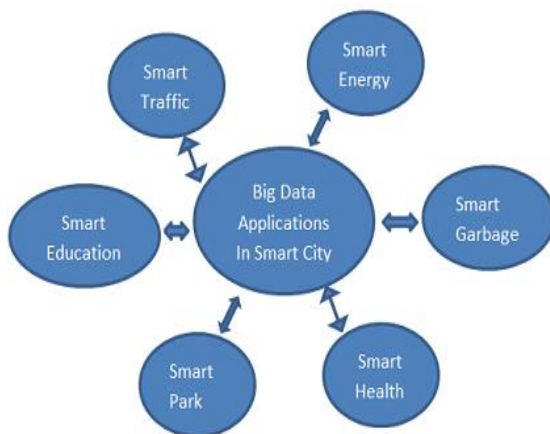 Smart
Traffic
Smart
Energy
Big Data
Applications
In Smart City
Smart
Education
Smart
Garbage
Smart
Park
Smart
Health